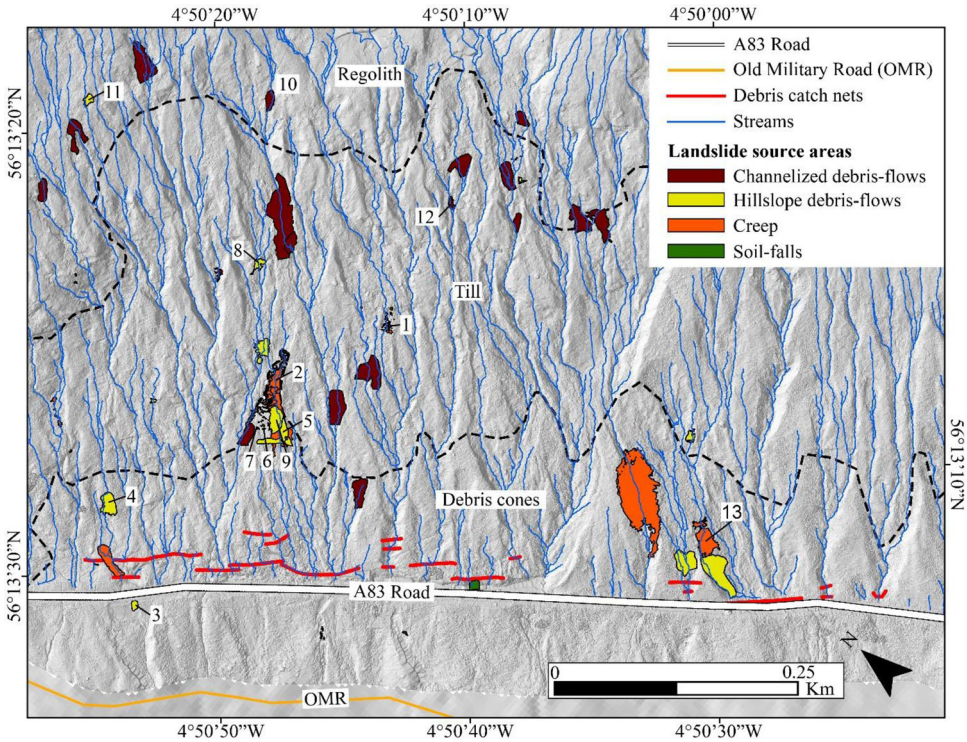 4°50'20”W
4°50'10”W
4°50'00”W
A83 Road
Old Military Road (OMR)
Debris catch nets
Streams
Landslide source areas
Channelized debris-flows
Hillslope debris-flows
Creep
Soil-falls
56°13'20”N
Regolith
11
10
12
8
Till
1
2
5
7
6
9
4
Debris cones
13
56°13'10”N
56°13'30”N
A83 Road
3
N
0
0.25
Km
OMR
4°50'50”W
4°50'40”W
4°50'30”W